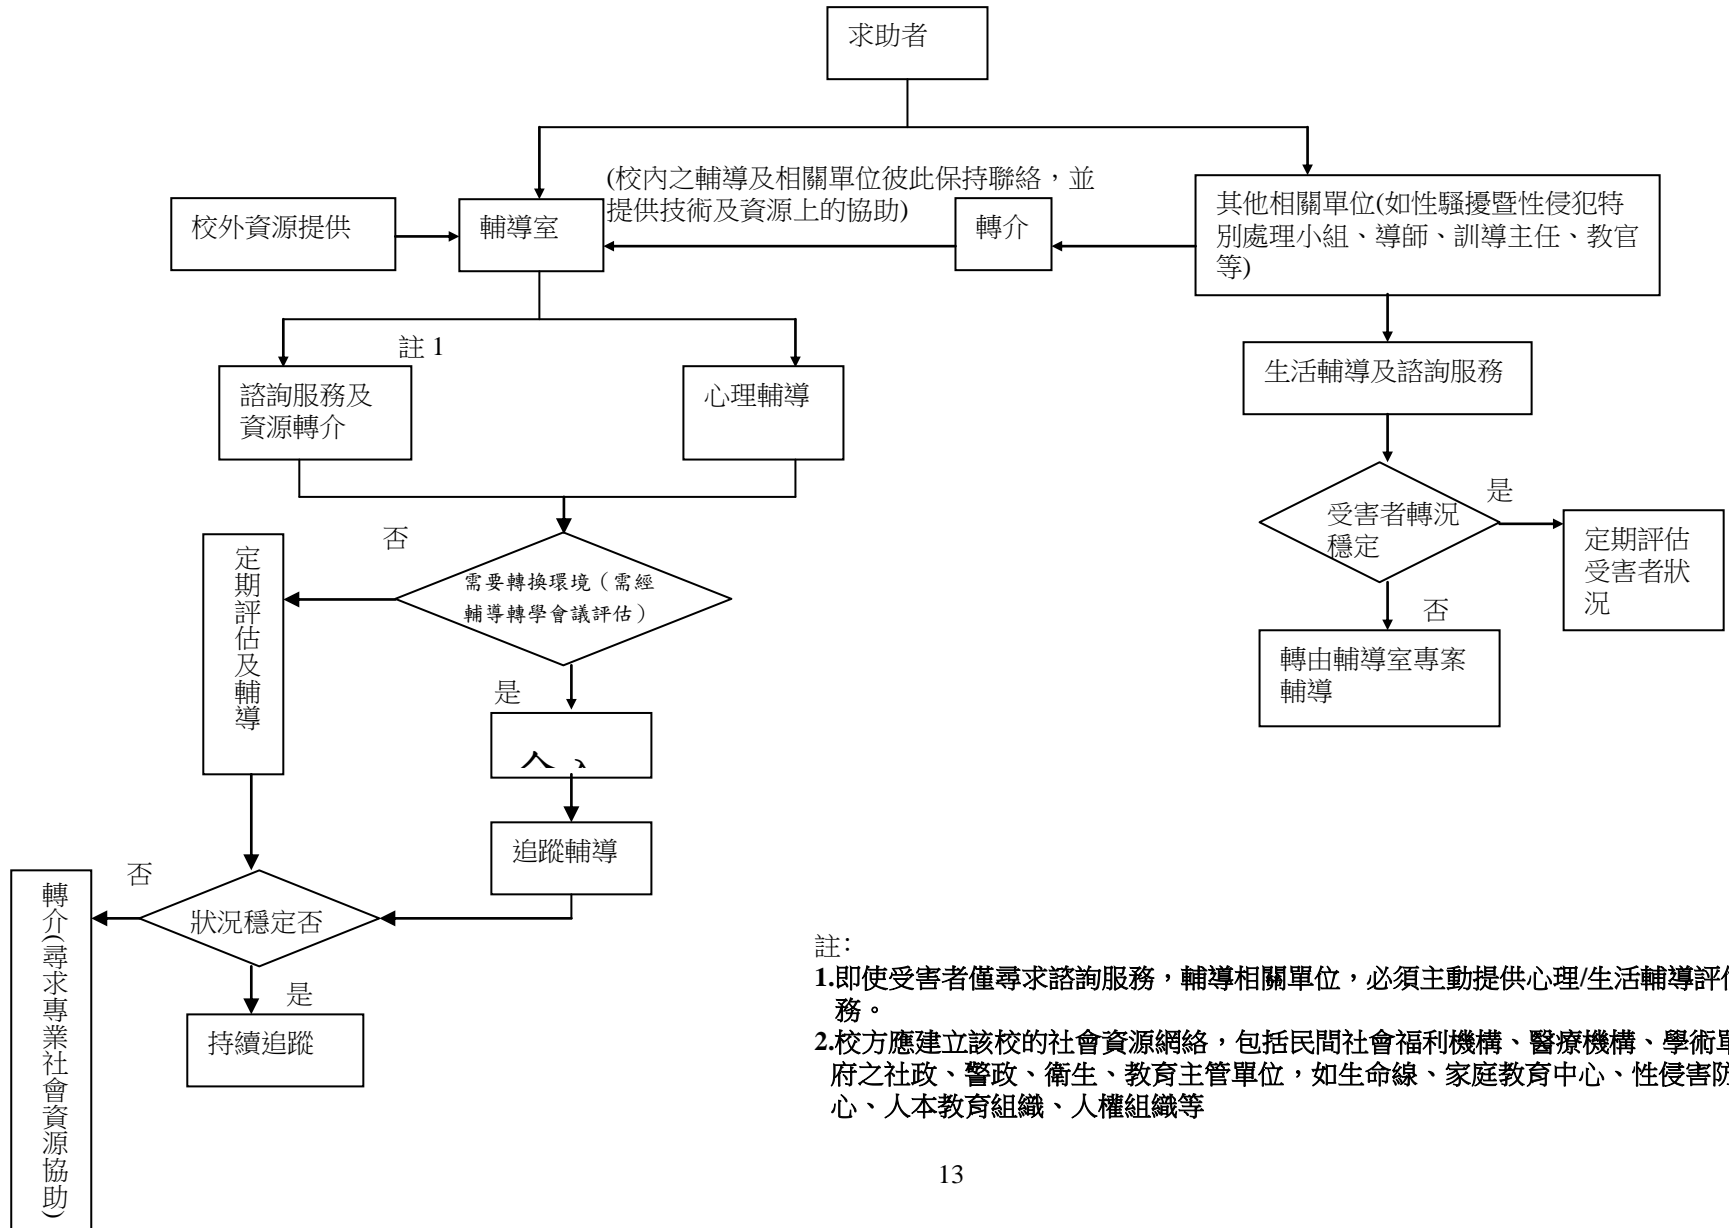 求助者
(校內之輔導及相關單位彼此保持聯絡，並
提供技術及資源上的協助)
校外資源提供
輔導室
轉介
其他相關單位(如性騷擾暨性侵犯特
別處理小組、導師、訓導主任、教官
等)
註 1
諮詢服務及
資源轉介
心理輔導
生活輔導及諮詢服務
受害者轉況
穩定
是
定期評估
受害者狀
況
否
轉由輔導室專案
輔導
否
定期評估及輔導
需要轉換環境（需經
輔導轉學會議評估）
是
追蹤輔導
否
狀況穩定否
轉介(尋求專業社會資源協助)
是
持續追蹤
註:
1.即使受害者僅尋求諮詢服務，輔導相關單位，必須主動提供心理/生活輔導評
務。
2.校方應建立該校的社會資源網絡，包括民間社會福利機構、醫療機構、學術
府之社政、警政、衛生、教育主管單位，如生命線、家庭教育中心、性侵害
心、人本教育組織、人權組織等
13